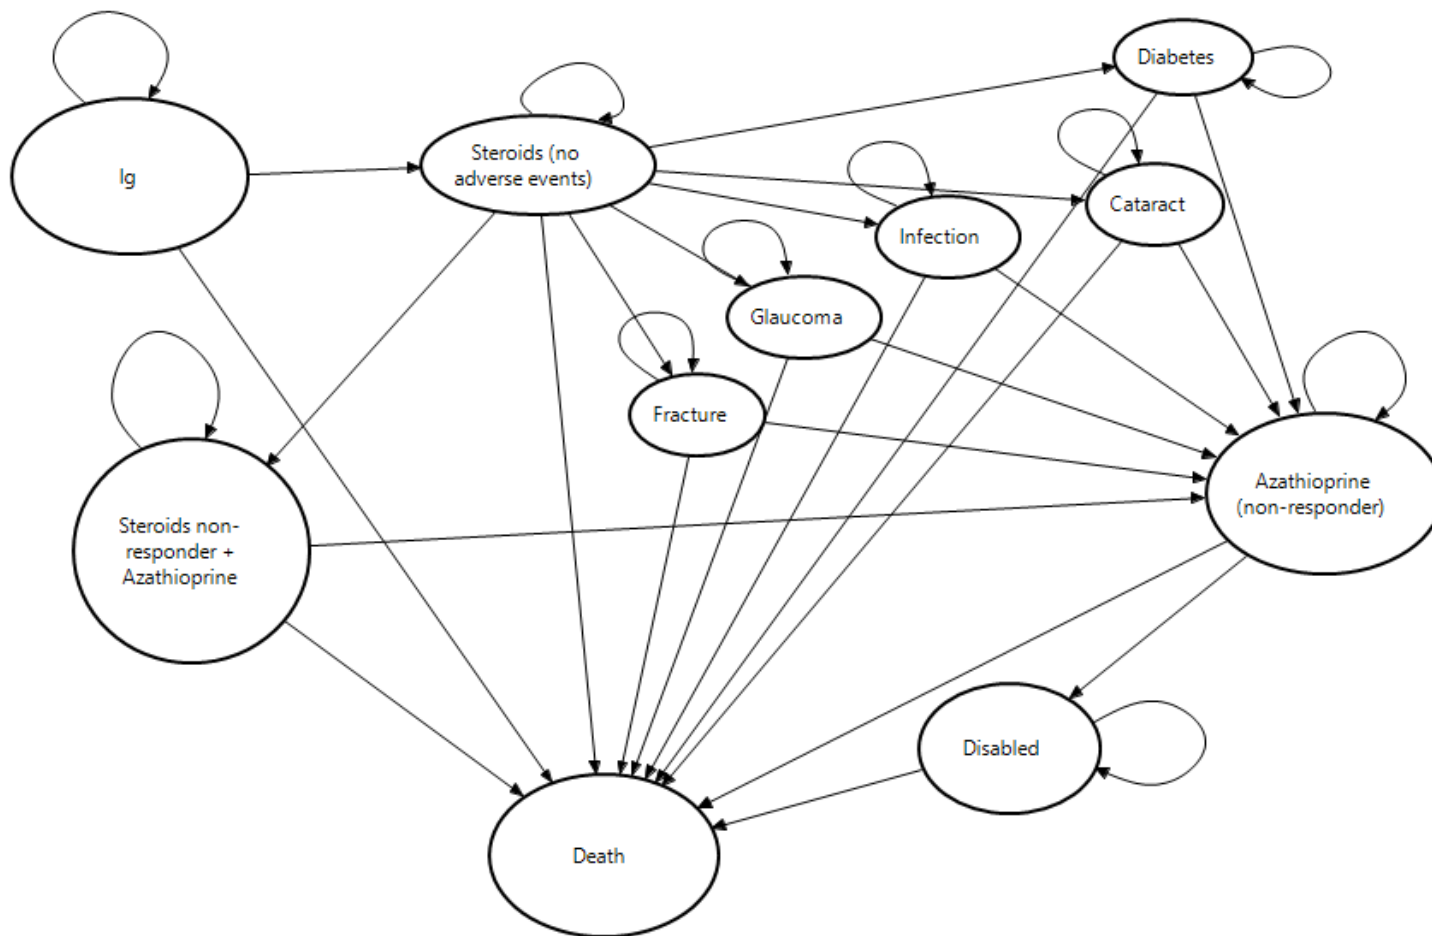 Diabetes
Steroids (no
adverse events)
Ig
Cataract
Infection
Glaucoma
Fracture
Azathioprine
(non-responder)
Steroids non-
responder +
Azathioprine
Disabled
Death